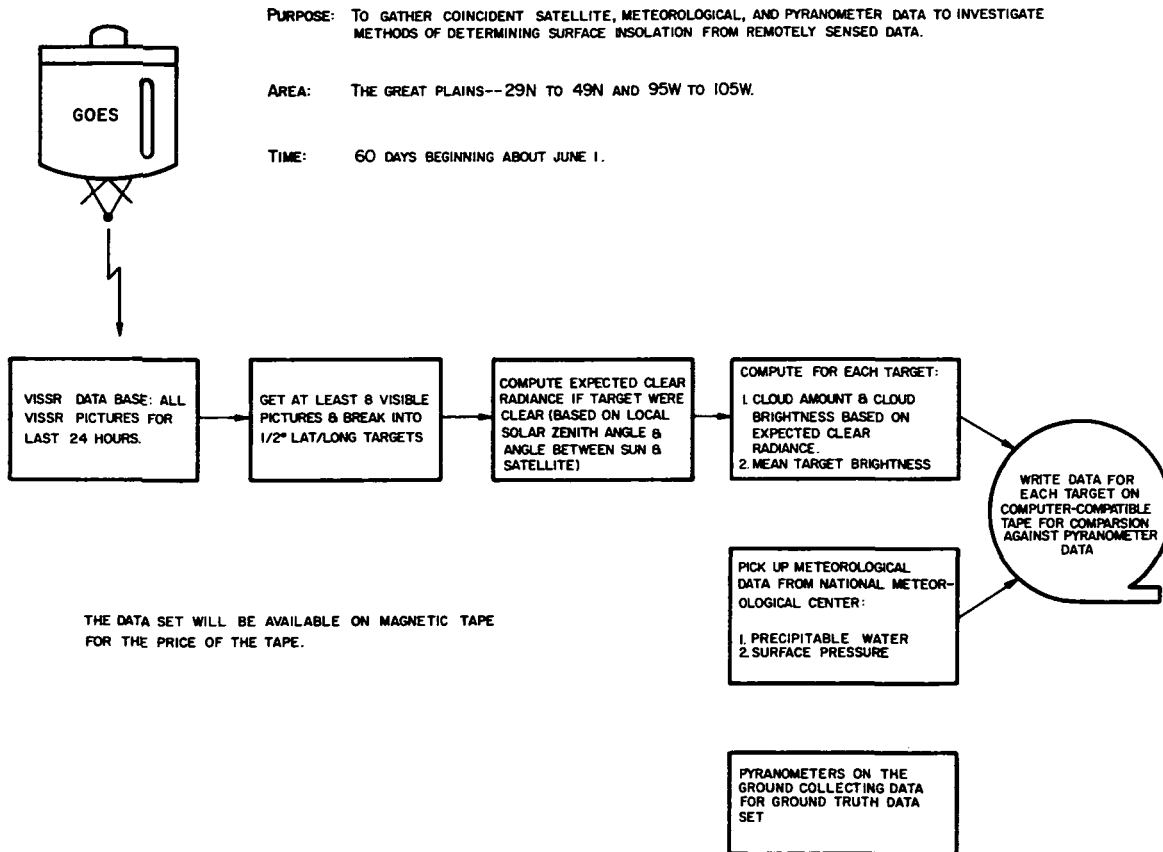 PURPOSE: TO GATHER COINCIDENT SATELLITE, METEOROLOGICAL, AND PYRANOMETER DATA TO INVESTIGATE
METHODS OF DETERMINING SURFACE INSOLATION FROM REMOTELY SENSED DATA.
AREA: THE GREAT PLAINS--29N TO 49N AND 95W TO 105W.
TIME: 60 DAYS BEGINNING ABOUT JUNE 1.
GOES
VISSR DATA BASE: ALL
VISSR PICTURES FOR
LAST 24 HOURS.
GET AT LEAST 8 VISIBLE
PICTURES & BREAK INTO
1/2° LAT/LONG TARGETS
COMPUTE EXPECTED CLEAR
RADIANCE IF TARGET WERE
CLEAR (BASED ON LOCAL
SOLAR ZENITH ANGLE &
ANGLE BETWEEN SUN &
SATELLITE)
COMPUTE FOR EACH TARGET:
1. CLOUD AMOUNT & CLOUD
BRIGHTNESS BASED ON
EXPECTED CLEAR
RADIANCE.
2. MEAN TARGET BRIGHTNESS
WRITE DATA FOR
EACH TARGET ON
COMPUTER-COMPATIBLE
TAPE FOR COMPARSION
AGAINST PYRANOMETER
DATA
PICK UP METEOROLOGICAL
DATA FROM NATIONAL METEOR-
OLOGICAL CENTER:
1. PRECIPITABLE WATER
2. SURFACE PRESSURE
THE DATA SET WILL BE AVAILABLE ON MAGNETIC TAPE
FOR THE PRICE OF THE TAPE.
PYRANOMETERS ON THE
GROUND COLLECTING DATA
FOR GROUND TRUTH DATA
SET